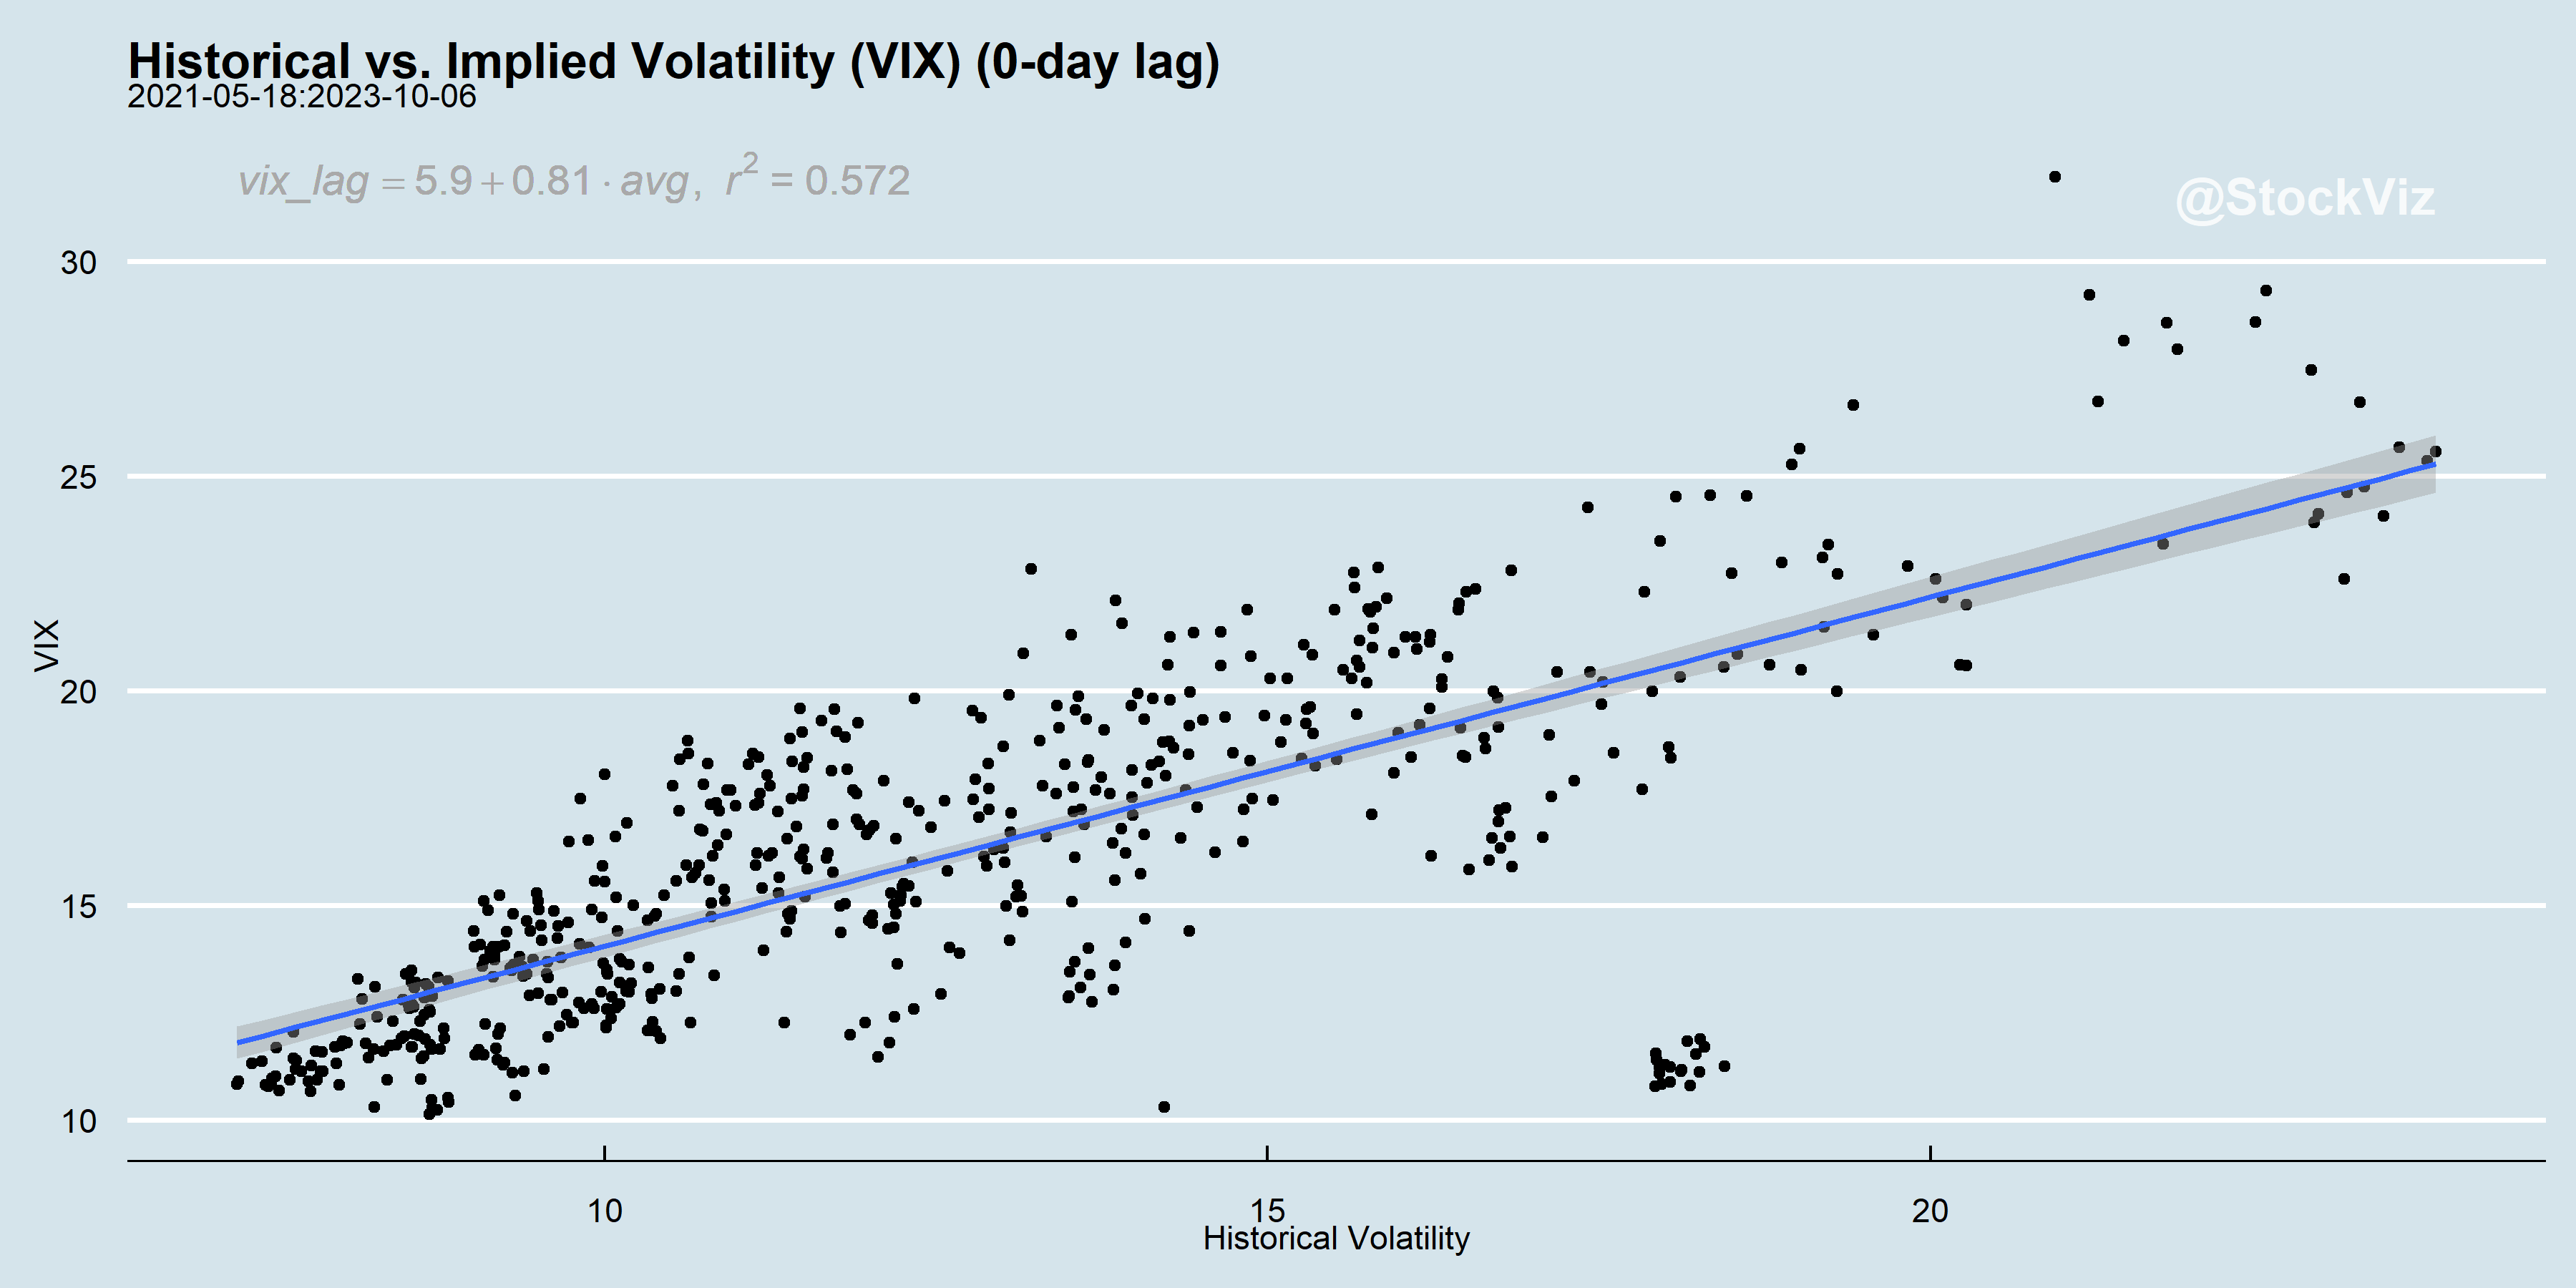 Historical vs. Implied Volatility (VIX) (0-day lag)
2021-05-18:2023-10-06
vix_lag = 5.9 + 0.81 · avg, r² = 0.572
@StockViz
30
25
20
15
10
VIX
10 15 20
Historical Volatility